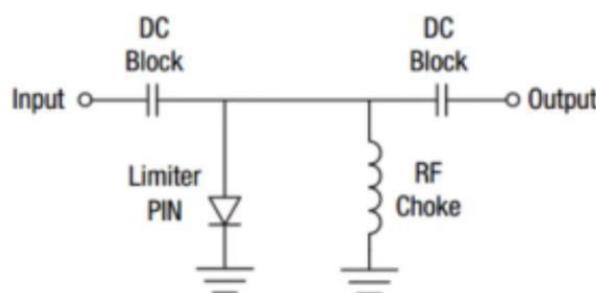 DC
Block
DC
Block
Input
Output
Limiter
PIN
RF
Choke